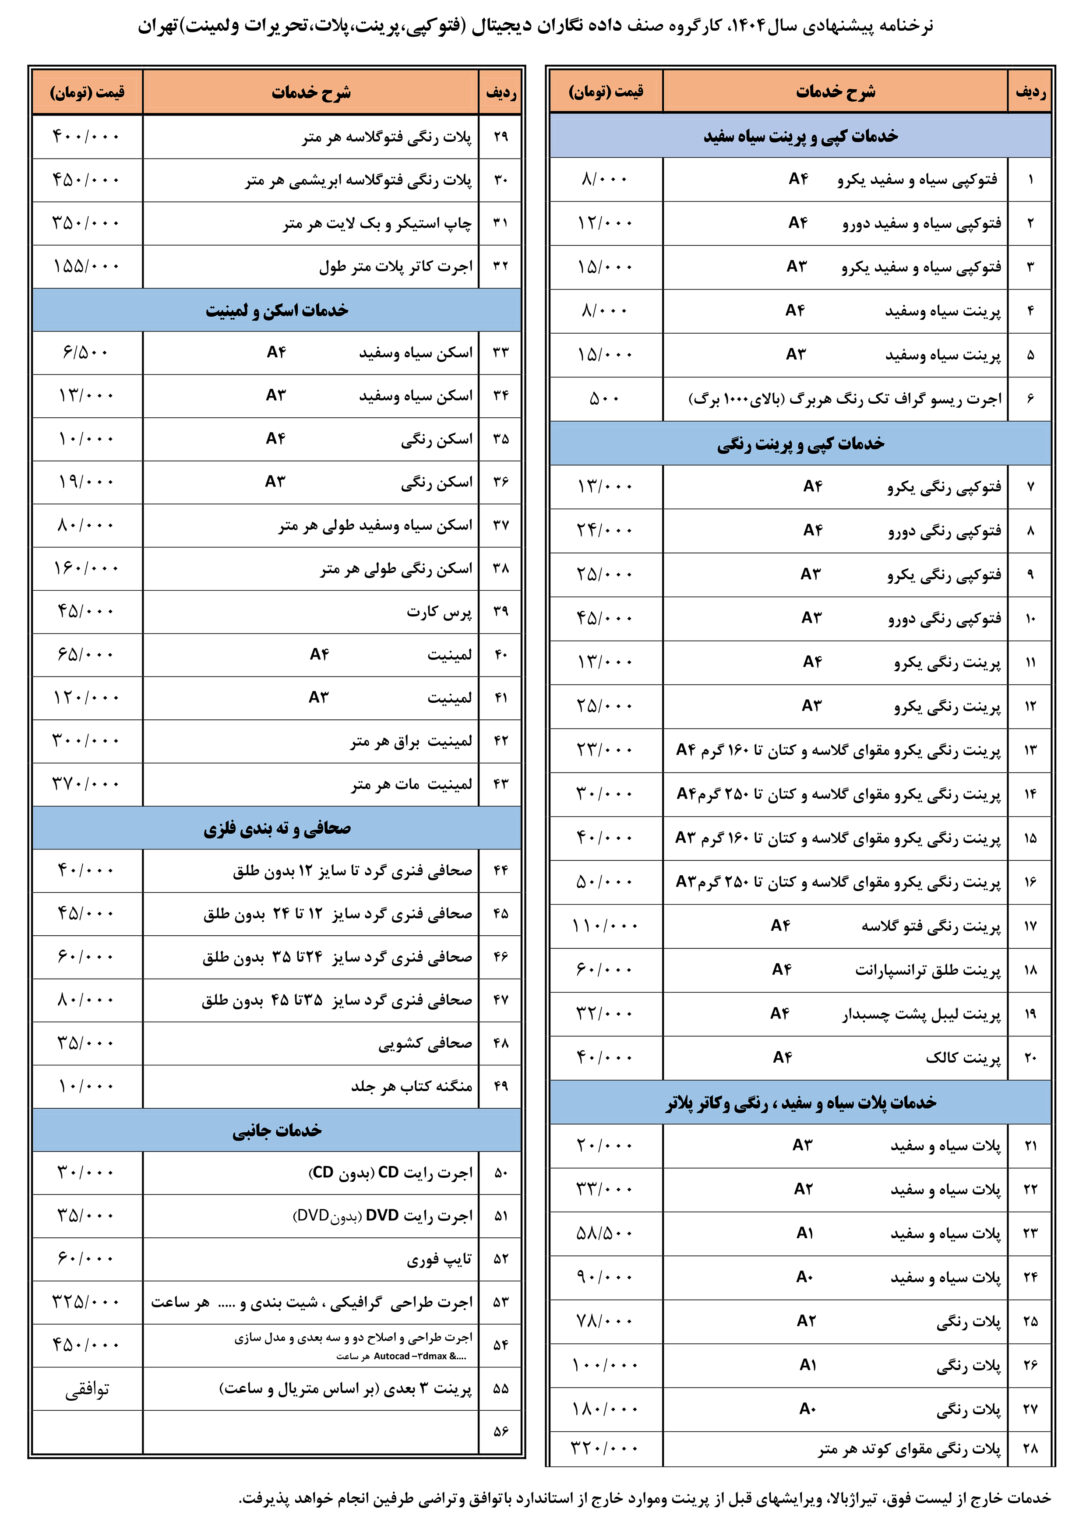 نرخنامه پیشنهادی سال۱۴۰۴، کارگروه صنف داده نگاران دیجیتال (فتوکپی،پرینت،پلات،تحریرات ولمینت)تهران
ردیف شرح خدمات قیمت (تومان)
خدمات کپی و پرینت سیاه سفید
۱ فتوکپی سیاه و سفید یکرو A۴ ۸/۰۰۰
۲ فتوکپی سیاه و سفید دورو A۴ ۱۲/۰۰۰
۳ فتوکپی سیاه و سفید یکرو A۳ ۱۵/۰۰۰
۴ پرینت سیاه وسفید A۴ ۸/۰۰۰
۵ پرینت سیاه وسفید A۳ ۱۵/۰۰۰
۶ اجرت ریسو گراف تک رنگ هربرگ (بالای۱۰۰۰ برگ) ۵۰۰
خدمات کپی و پرینت رنگی
۷ فتوکپی رنگی یکرو A۴ ۱۳/۰۰۰
۸ فتوکپی رنگی دورو A۴ ۲۴/۰۰۰
۹ فتوکپی رنگی یکرو A۳ ۲۵/۰۰۰
۱۰ فتوکپی رنگی دورو A۳ ۴۵/۰۰۰
۱۱ پرینت رنگی یکرو A۴ ۱۳/۰۰۰
۱۲ پرینت رنگی یکرو A۳ ۲۵/۰۰۰
۱۳ پرینت رنگی یکرو مقوای گلاسه و کتان تا ۱۶۰ گرم A۴ ۲۳/۰۰۰
۱۴ پرینت رنگی یکرو مقوای گلاسه و کتان تا ۲۵۰ گرمA۴ ۳۰/۰۰۰
۱۵ پرینت رنگی یکرو مقوای گلاسه و کتان تا ۱۶۰ گرم A۳ ۴۰/۰۰۰
۱۶ پرینت رنگی یکرو مقوای گلاسه و کتان تا ۲۵۰ گرمA۳ ۵۰/۰۰۰
۱۷ پرینت رنگی فتو گلاسه A۴ ۱۱۰/۰۰۰
۱۸ پرینت طلق ترانسپارانت A۴ ۶۰/۰۰۰
۱۹ پرینت لیبل پشت چسبدار A۴ ۳۲/۰۰۰
۲۰ پرینت کالک A۴ ۴۰/۰۰۰
خدمات پلات سیاه و سفید ، رنگی وکاتر پلاتر
۲۱ پلات سیاه و سفید A۳ ۲۰/۰۰۰
۲۲ پلات سیاه و سفید A۲ ۳۳/۰۰۰
۲۳ پلات سیاه و سفید A۱ ۵۸/۵۰۰
۲۴ پلات سیاه و سفید A۰ ۹۰/۰۰۰
۲۵ پلات رنگی A۲ ۷۸/۰۰۰
۲۶ پلات رنگی A۱ ۱۰۰/۰۰۰
۲۷ پلات رنگی A۰ ۱۸۰/۰۰۰
۲۸ پلات رنگی مقوای کوتد هر متر ۳۲۰/۰۰۰
ردیف شرح خدمات قیمت (تومان)
۲۹ پلات رنگی فتوگلاسه هر متر ۴۰۰/۰۰۰
۳۰ پلات رنگی فتوگلاسه ابریشمی هر متر ۴۵۰/۰۰۰
۳۱ چاپ استیکر و بک لایت هر متر ۳۵۰/۰۰۰
۳۲ اجرت کاتر پلات متر طول ۱۵۵/۰۰۰
خدمات اسکن و لمینیت
۳۳ اسکن سیاه وسفید A۴ ۶/۵۰۰
۳۴ اسکن سیاه وسفید A۳ ۱۳/۰۰۰
۳۵ اسکن رنگی A۴ ۱۰/۰۰۰
۳۶ اسکن رنگی A۳ ۱۹/۰۰۰
۳۷ اسکن سیاه وسفید طولی هر متر ۸۰/۰۰۰
۳۸ اسکن رنگی طولی هر متر ۱۶۰/۰۰۰
۳۹ پرس کارت ۴۵/۰۰۰
۴۰ لمینیت A۴ ۶۵/۰۰۰
۴۱ لمینیت A۳ ۱۲۰/۰۰۰
۴۲ لمینیت براق هر متر ۳۰۰/۰۰۰
۴۳ لمینیت مات هر متر ۳۷۰/۰۰۰
صحافی و ته بندی فلزی
۴۴ صحافی فنری گرد تا سایز ۱۲ بدون طلق ۴۰/۰۰۰
۴۵ صحافی فنری گرد سایز ۱۲ تا ۲۴ بدون طلق ۴۵/۰۰۰
۴۶ صحافی فنری گرد سایز ۲۴تا ۳۵ بدون طلق ۶۰/۰۰۰
۴۷ صحافی فنری گرد سایز ۳۵تا ۴۵ بدون طلق ۸۰/۰۰۰
۴۸ صحافی کشویی ۳۵/۰۰۰
۴۹ منگنه کتاب هر جلد ۱۰/۰۰۰
خدمات جانبی
۵۰ اجرت رایت CD (بدون CD) ۳۰/۰۰۰
۵۱ اجرت رایت DVD (بدونDVD) ۳۵/۰۰۰
۵۲ تایپ فوری ۶۰/۰۰۰
۵۳ اجرت طراحی گرافیکی ، شیت بندی و ..... هر ساعت ۳۲۵/۰۰۰
۵۴ اجرت طراحی و اصلاح دو و سه بعدی و مدل سازی ۴۵۰/۰۰۰
Autocad –۳dmax &.... هر ساعت
۵۵ پرینت ۳ بعدی (بر اساس متریال و ساعت) توافقی
۵۶
خدمات خارج از لیست فوق، تیراژبالا، ویرایشهای قبل از پرینت وموارد خارج از استاندارد باتوافق وتراضی طرفین انجام خواهد پذیرفت.